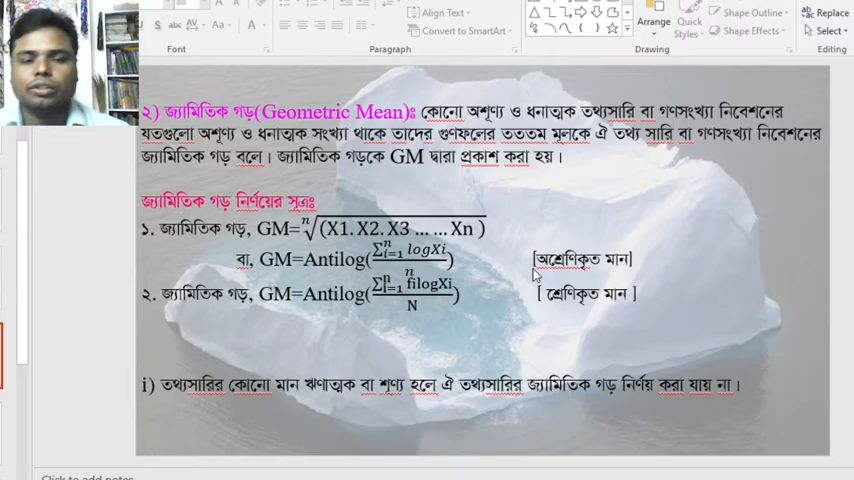 Align Text
Replace
Convert to SmartArt
Arrange
Quick Styles
Shape Outline
Shape Effects
Select
Font
Paragraph
Drawing
Editing
২) জ্যামিতিক গড়(Geometric Mean)ঃ কোনো অশূণ্য ও ধনাত্মক তথ্যসারি বা গণসংখ্যা নিবেশনের
যতগুলো অশূণ্য ও ধনাত্মক সংখ্যা থাকে তাদের গুণফলের তততম মূলকে ঐ তথ্য সারি বা গণসংখ্যা নিবেশনের
জ্যামিতিক গড় বলে। জ্যামিতিক গড়কে GM দ্বারা প্রকাশ করা হয়।
জ্যামিতিক গড় নির্ণয়ের সূত্রঃ
১. জ্যামিতিক গড়, GM=ⁿ√(X1. X2. X3 … … Xn )
বা, GM=Antilog(∑ⁿᵢ₌₁ logXi / n) [অশ্রেণিকৃত মান]
২. জ্যামিতিক গড়, GM=Antilog(∑ⁿᵢ₌₁ filogXi / N) [ শ্রেণিকৃত মান ]
i) তথ্যসারির কোনো মান ঋণাত্মক বা শূণ্য হলে ঐ তথ্যসারির জ্যামিতিক গড় নির্ণয় করা যায় না।
Click to add notes